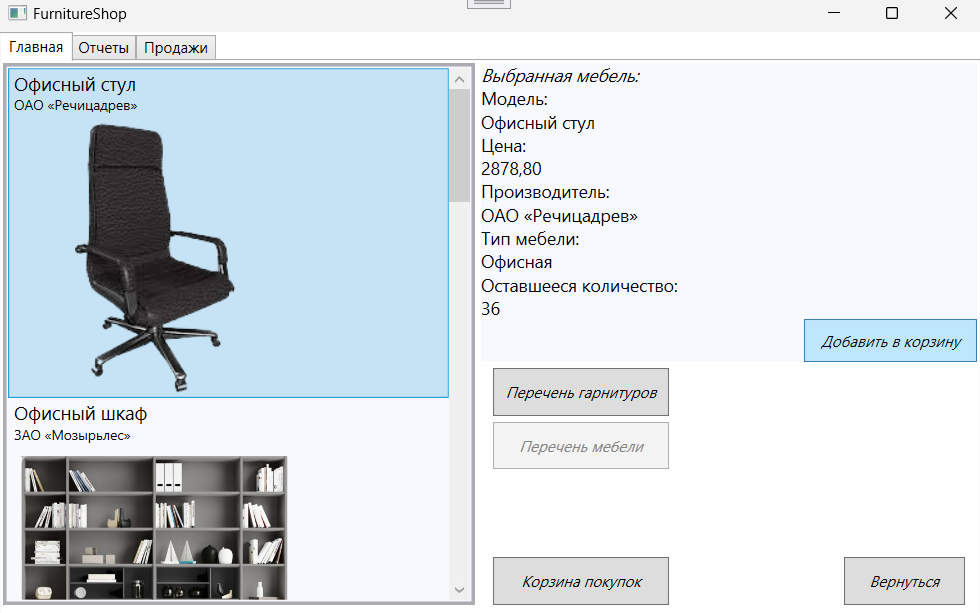 FurnitureShop
Главная
Отчеты
Продажи
Офисный стул
ОАО «Речицадрев»
Офисный шкаф
ЗАО «Мозырьлес»
Выбранная мебель:
Модель:
Офисный стул
Цена:
2878,80
Производитель:
ОАО «Речицадрев»
Тип мебели:
Офисная
Оставшееся количество:
36
Добавить в корзину
Перечень гарнитуров
Перечень мебели
Корзина покупок
Вернуться